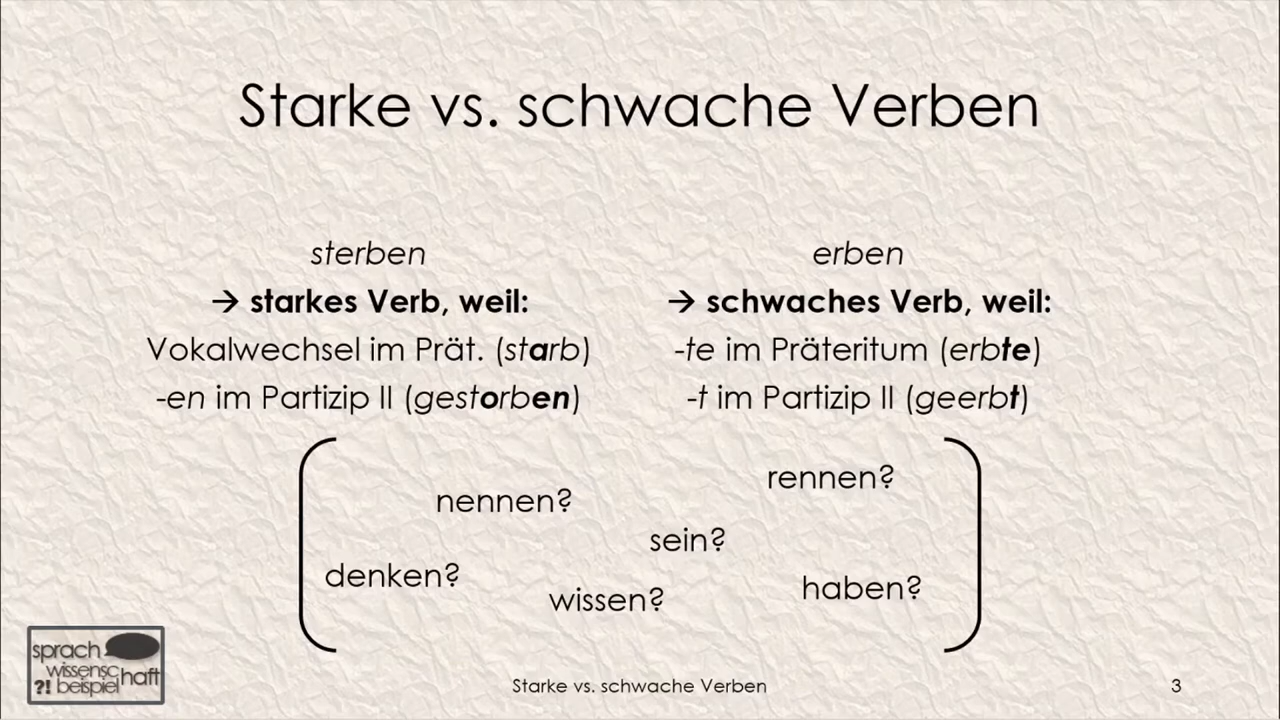 Starke vs. schwache Verben
sterben
→ starkes Verb, weil:
Vokalwechsel im Prät. (starb)
-en im Partizip II (gestorben)
erben
→ schwaches Verb, weil:
-te im Präteritum (erbte)
-t im Partizip II (geerbt)
rennen?
nennen?
sein?
denken?
wissen?
haben?
sprach
wissensc
haft
?! beispiel
Starke vs. schwache Verben
3